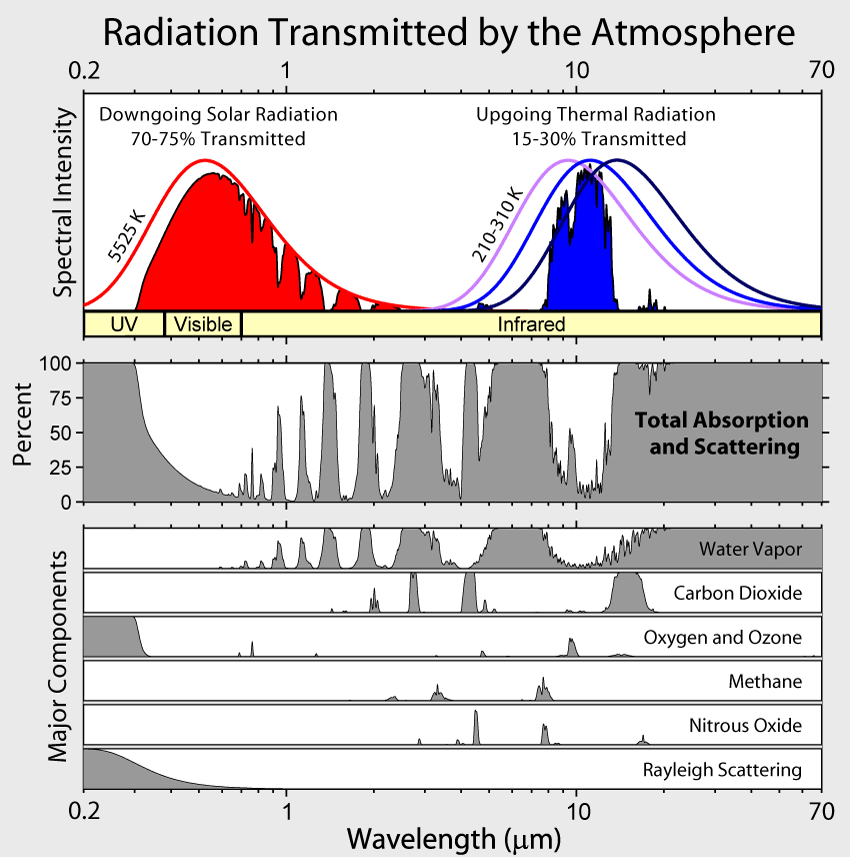 Radiation Transmitted by the Atmosphere
0.2 1 10 70
Spectral Intensity
Downgoing Solar Radiation
70-75% Transmitted
Upgoing Thermal Radiation
15-30% Transmitted
5525 K
210-310 K
UV Visible Infrared
Percent
100
75
50
25
0
Total Absorption
and Scattering
Major Components
Water Vapor
Carbon Dioxide
Oxygen and Ozone
Methane
Nitrous Oxide
Rayleigh Scattering
0.2 1 10 70
Wavelength (μm)